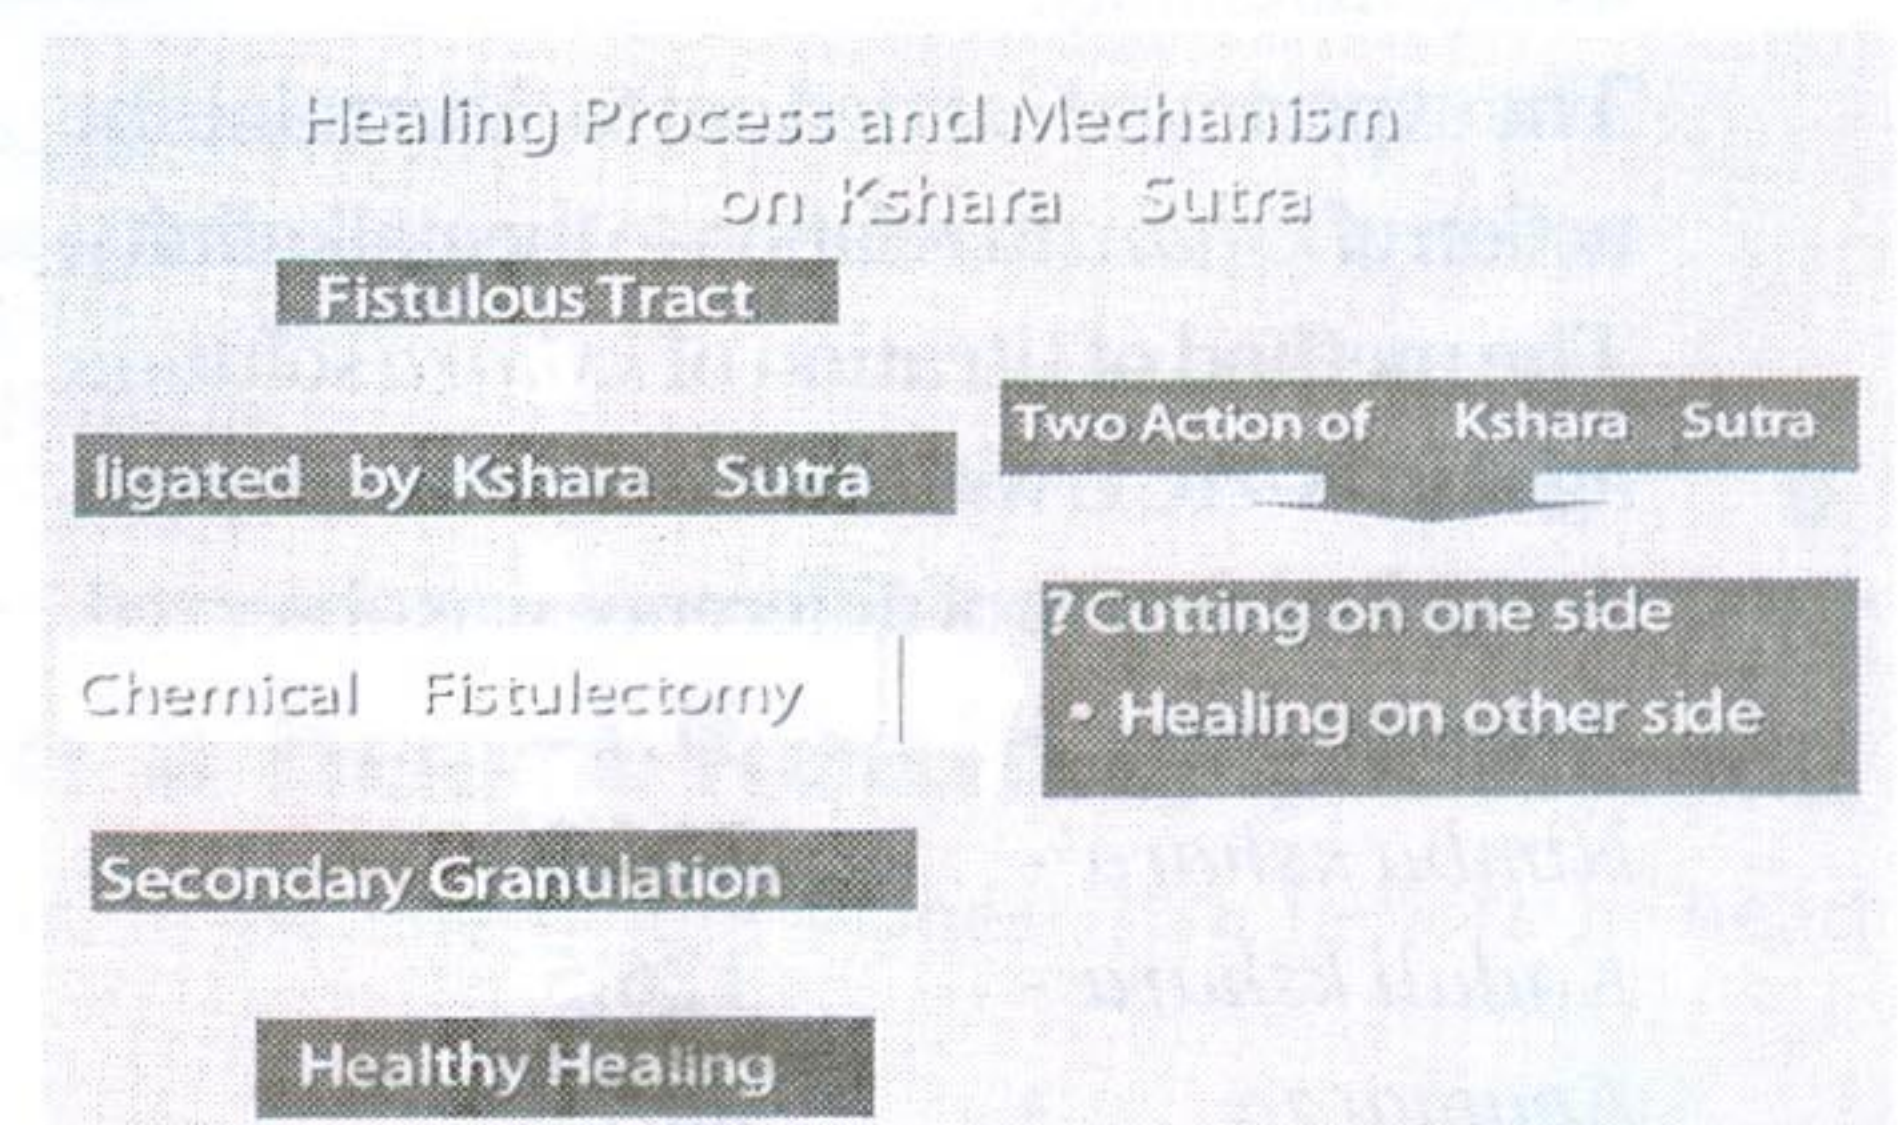 Healing Process and Mechanism
on Kshara Sutra
Fistulous Tract
ligated by Kshara Sutra
Chemical Fistulectomy
Secondary Granulation
Healthy Healing
Two Action of Kshara Sutra
? Cutting on one side
• Healing on other side